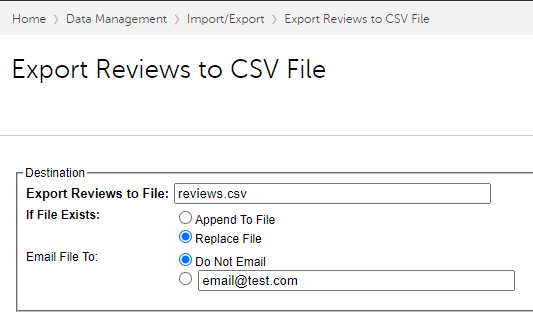 Home > Data Management > Import/Export > Export Reviews to CSV File
Export Reviews to CSV File
Destination
Export Reviews to File: reviews.csv
If File Exists: Append To File
Replace File
Email File To: Do Not Email
email@test.com